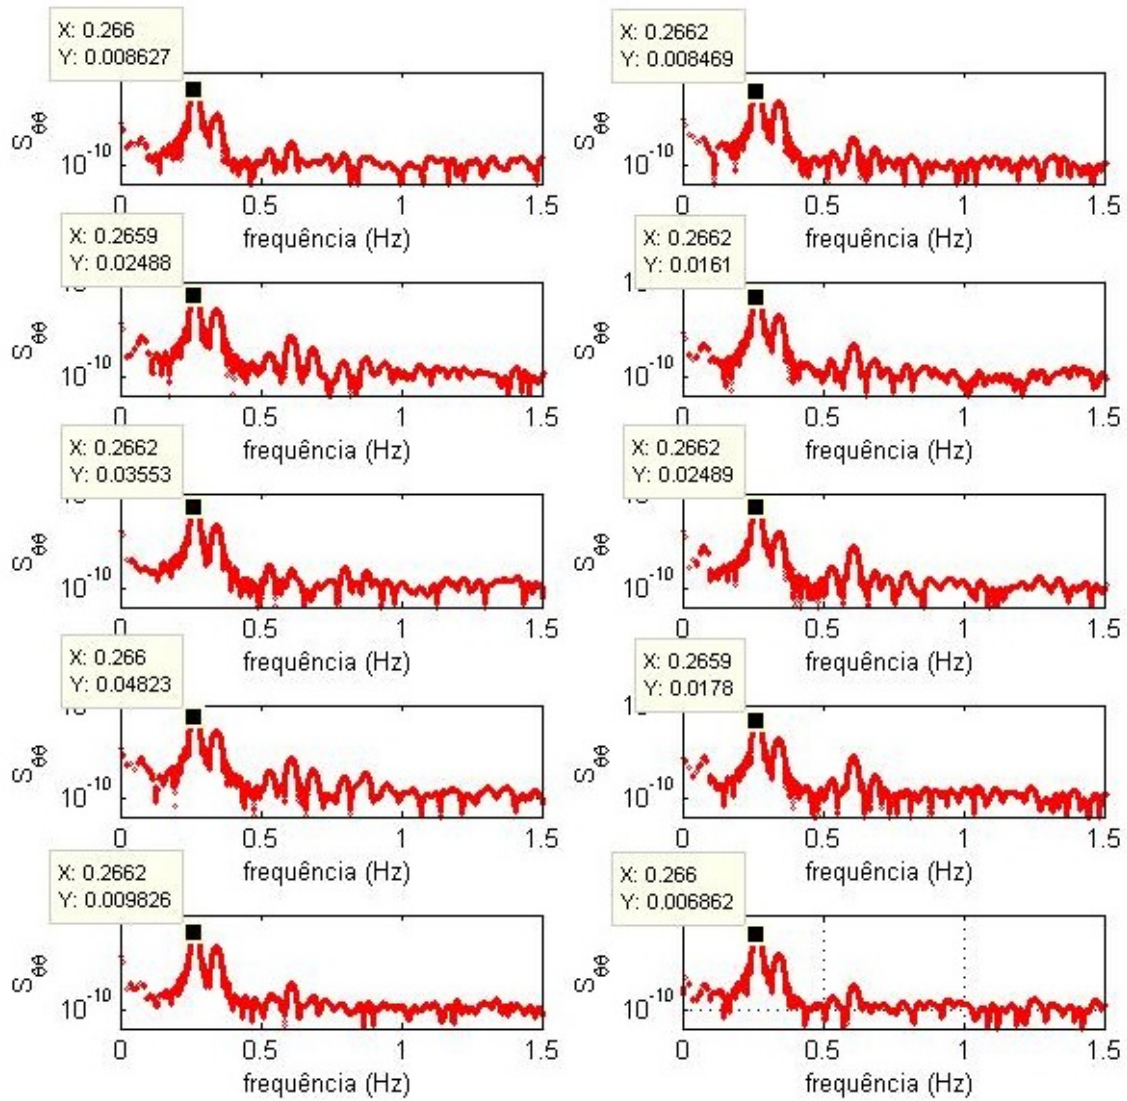 X: 0.266
Y: 0.008627
X: 0.2662
Y: 0.008469
S_θθ
10^-10
0 0.5 1 1.5
frequência (Hz)
S_θθ
10^-10
0 0.5 1 1.5
frequência (Hz)
X: 0.2659
Y: 0.02488
X: 0.2662
Y: 0.0161
S_θθ
10^-10
0 0.5 1 1.5
frequência (Hz)
S_θθ
10^-10
0 0.5 1 1.5
frequência (Hz)
X: 0.2662
Y: 0.03553
X: 0.2662
Y: 0.02489
S_θθ
10^-10
0 0.5 1 1.5
frequência (Hz)
S_θθ
10^-10
0 0.5 1 1.5
frequência (Hz)
X: 0.266
Y: 0.04823
X: 0.2659
Y: 0.0178
S_θθ
10^-10
0 0.5 1 1.5
frequência (Hz)
S_θθ
10^-10
0 0.5 1 1.5
frequência (Hz)
X: 0.2662
Y: 0.009826
X: 0.266
Y: 0.006862
S_θθ
10^-10
0 0.5 1 1.5
frequência (Hz)
S_θθ
10^-10
0 0.5 1 1.5
frequência (Hz)